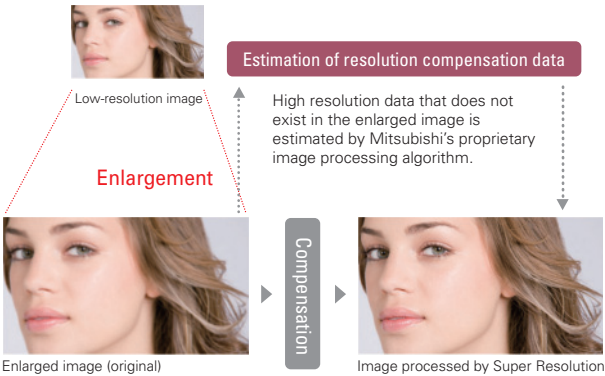 Estimation of resolution compensation data
Low-resolution image
High resolution data that does not
exist in the enlarged image is
estimated by Mitsubishi's proprietary
image processing algorithm.
Enlargement
Compensation
Enlarged image (original)
Image processed by Super Resolution